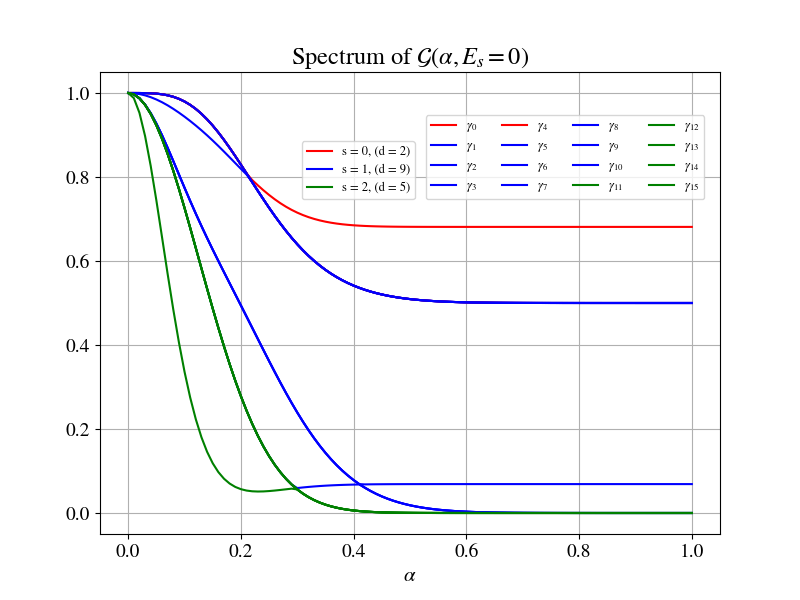 Spectrum of 𝒢(α, E_s = 0)
1.0
0.8
0.6
0.4
0.2
0.0
s = 0, (d = 2)
s = 1, (d = 9)
s = 2, (d = 5)
γ₀ γ₄ γ₈ γ₁₂
γ₁ γ₅ γ₉ γ₁₃
γ₂ γ₆ γ₁₀ γ₁₄
γ₃ γ₇ γ₁₁ γ₁₅
0.0 0.2 0.4 0.6 0.8 1.0
α